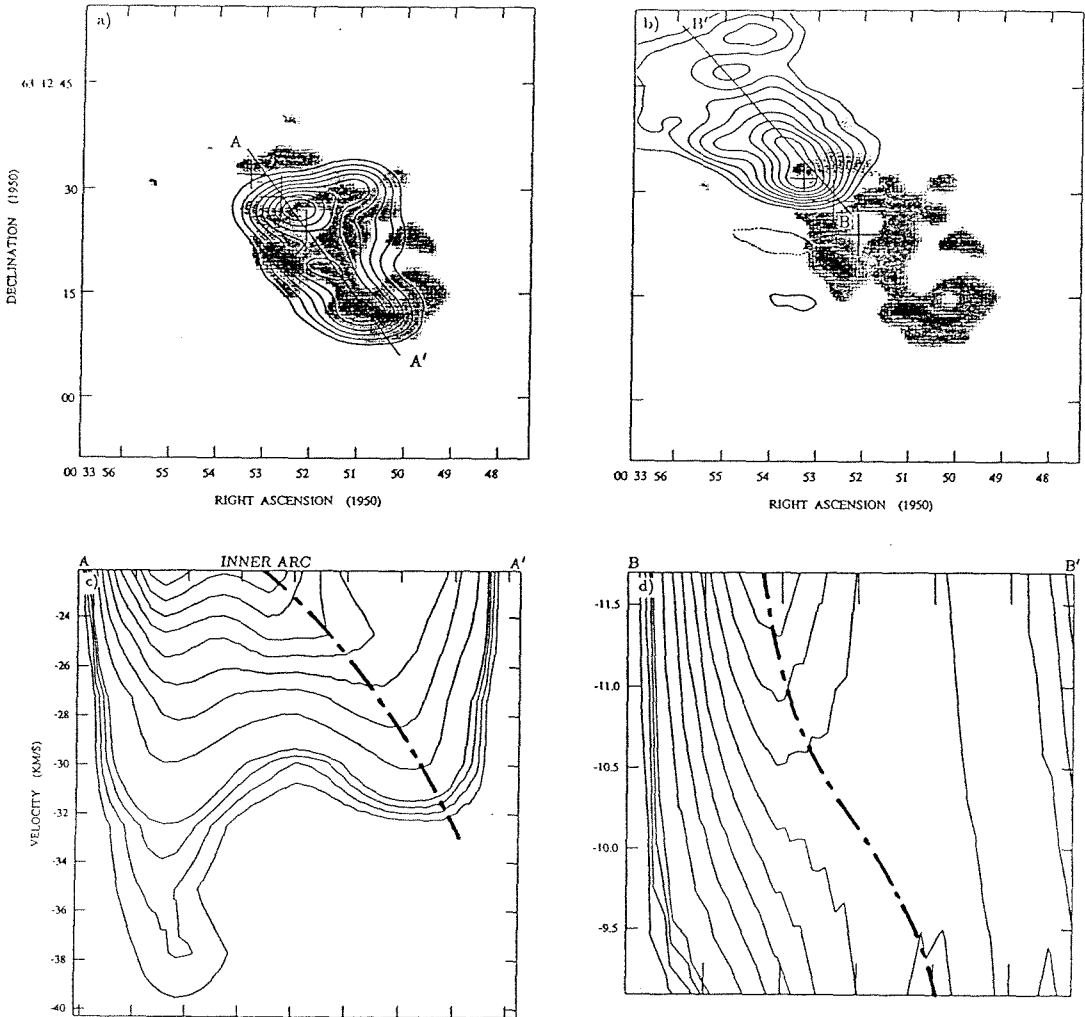 a)
63 12 45
30
15
00
DECLINATION (1950)
A
A'
00 33 56 55 54 53 52 51 50 49 48
RIGHT ASCENSION (1950)
b)
B'
B
00 33 56 55 54 53 52 51 50 49 48
RIGHT ASCENSION (1950)
A INNER ARC A'
c)
-24
-26
-28
-30
-32
-34
-36
-38
-40
VELOCITY (KM/S)
B B'
d)
-11.5
-11.0
-10.5
-10.0
-9.5